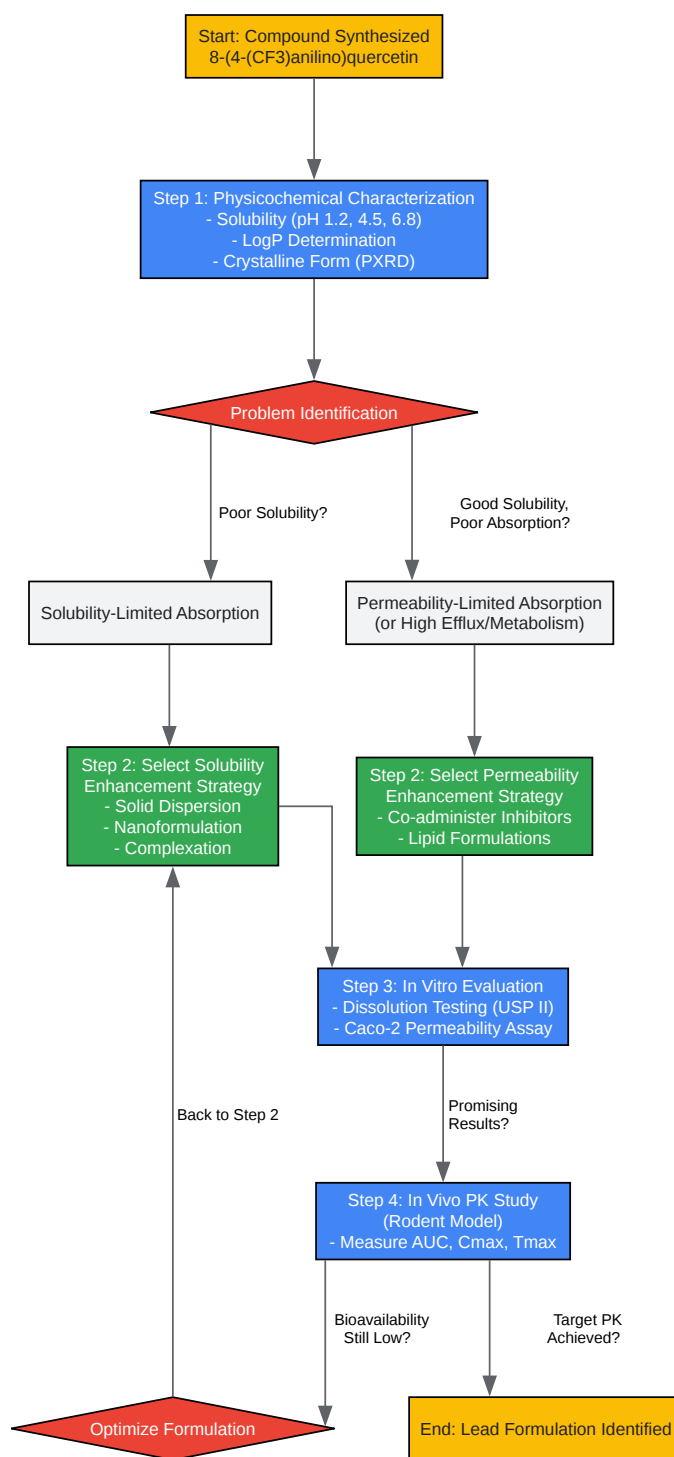 Start: Compound Synthesized
8-(4-(CF3)anilino)quercetin
Step 1: Physicochemical Characterization
- Solubility (pH 1.2, 4.5, 6.8)
- LogP Determination
- Crystalline Form (PXRD)
Problem Identification
Poor Solubility?
Good Solubility,
Poor Absorption?
Solubility-Limited Absorption
Permeability-Limited Absorption
(or High Efflux/Metabolism)
Step 2: Select Solubility
Enhancement Strategy
- Solid Dispersion
- Nanoformulation
- Complexation
Step 2: Select Permeability
Enhancement Strategy
- Co-administer Inhibitors
- Lipid Formulations
Step 3: In Vitro Evaluation
- Dissolution Testing (USP II)
- Caco-2 Permeability Assay
Back to Step 2
Promising
Results?
Step 4: In Vivo PK Study
(Rodent Model)
- Measure AUC, Cmax, Tmax
Bioavailability
Still Low?
Target PK
Achieved?
Optimize Formulation
End: Lead Formulation Identified